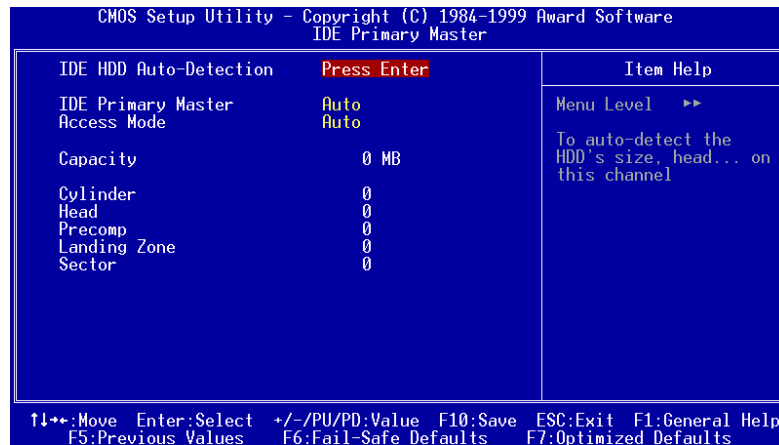 CMOS Setup Utility - Copyright (C) 1984-1999 Award Software
IDE Primary Master
IDE HDD Auto-Detection Press Enter
IDE Primary Master Auto
Access Mode Auto
Capacity 0 MB
Cylinder 0
Head 0
Precomp 0
Landing Zone 0
Sector 0
Item Help
Menu Level ▸▸
To auto-detect the
HDD's size, head... on
this channel
↑↓→←:Move Enter:Select +/-/PU/PD:Value F10:Save ESC:Exit F1:General Help
F5:Previous Values F6:Fail-Safe Defaults F7:Optimized Defaults